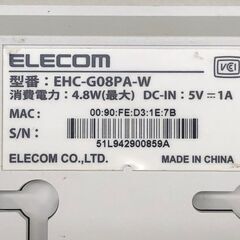 ELECOM
VCI
型番：EHC-G08PA-W
消費電力：4.8W(最大) DC-IN：5V⎓1A
MAC:
00:90:FE:D3:1E:7B
S/N:
51L942900859A
ELECOM CO.,LTD.
MADE IN CHINA